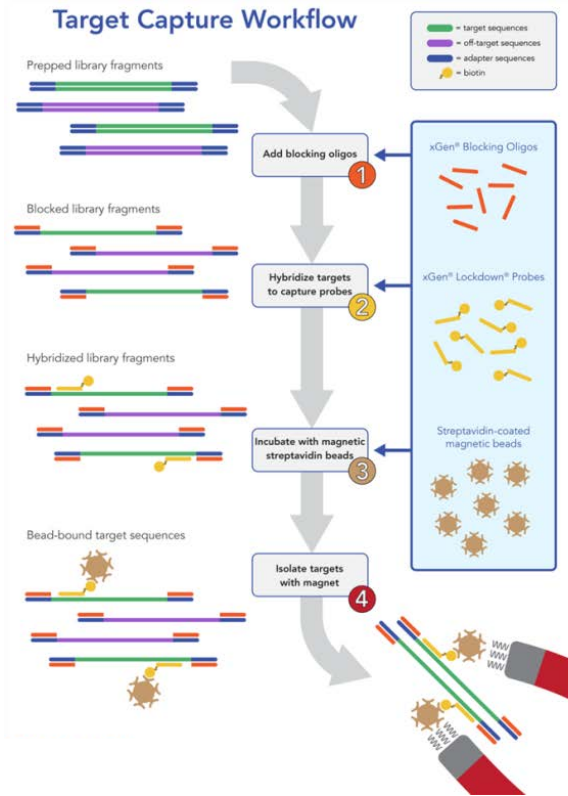 Target Capture Workflow
= target sequences
= off-target sequences
= adapter sequences
= biotin
Prepped library fragments
Add blocking oligos
1
xGen® Blocking Oligos
Blocked library fragments
Hybridize targets
to capture probes
2
xGen® Lockdown® Probes
Hybridized library fragments
Incubate with magnetic
streptavidin beads
3
Streptavidin-coated
magnetic beads
Bead-bound target sequences
Isolate targets
with magnet
4